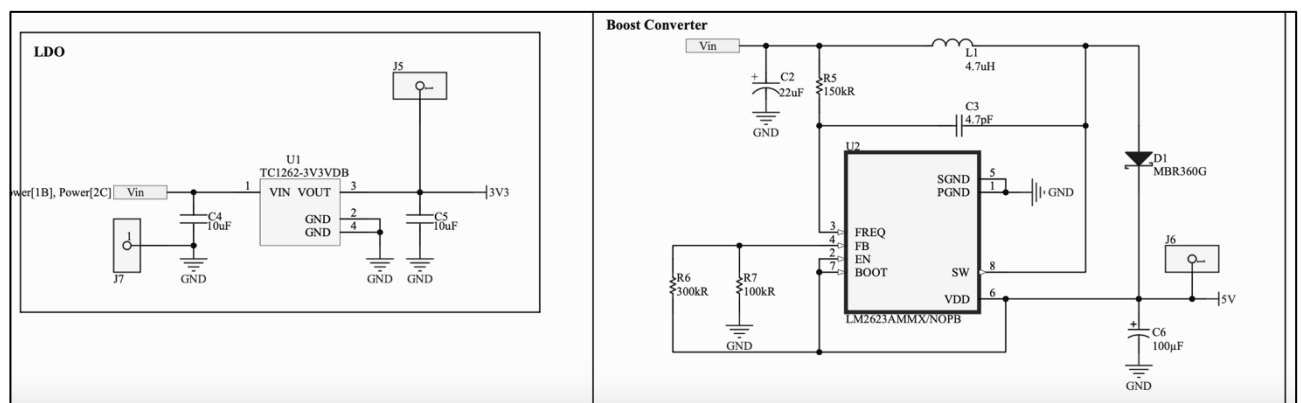 LDO
J5
1
U1
TC1262-3V3VDB
ower[1B], Power[2C]
Vin
1
VIN VOUT
3
3V3
GND
2
GND
4
C4
10uF
C5
10uF
1
J7
GND
GND
GND
Boost Converter
Vin
L1
4.7uH
+
C2
22uF
R5
150kR
GND
C3
4.7pF
U2
D1
MBR360G
SGND
5
PGND
1
GND
3
FREQ
4
FB
2
EN
7
BOOT
SW
8
VDD
6
J6
1
R6
300kR
R7
100kR
5V
LM2623AMMX/NOPB
GND
+
C6
100µF
GND